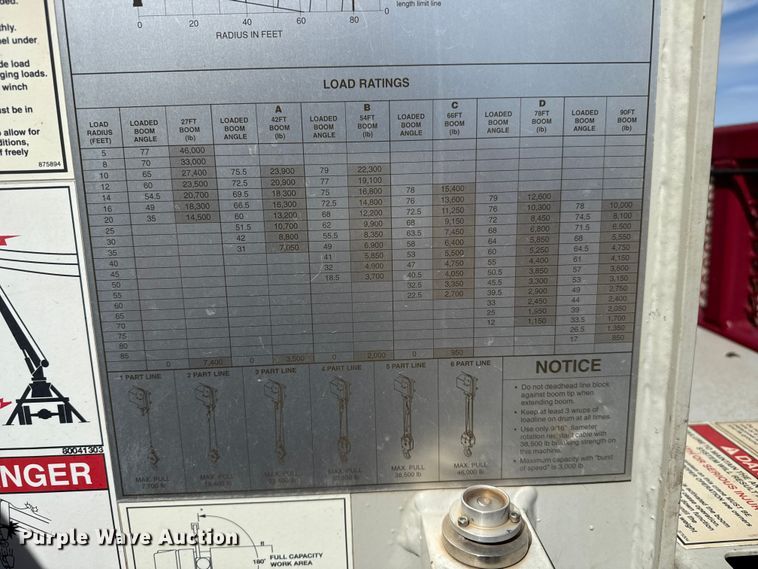 0 20 60 80
RADIUS IN FEET
length limit line
ded.
thly.
el under
de load
ging loads.
winch
ust be in
allow for
ditions,
f freely
875894
LOAD RATINGS
A B C D
LOAD RADIUS (FEET) LOADED BOOM ANGLE 27FT BOOM (lb) LOADED BOOM ANGLE 42FT BOOM (lb) LOADED BOOM ANGLE 54FT BOOM (lb) LOADED BOOM ANGLE 66FT BOOM (lb) LOADED BOOM ANGLE 78FT BOOM (lb) LOADED BOOM ANGLE 90FT BOOM (lb)
5 77 46,000
8 70 33,000
10 65 27,400 75.5 23,900 79 22,300
12 60 23,500 72.5 20,900 77 19,100
14 54.5 20,700 69.5 18,300 75 16,800 78 15,400 79 12,600
16 49 18,300 66.5 16,300 72.5 14,800 76 13,600 76 10,300 78 10,000
20 35 14,500 60 13,200 68 12,200 72.5 11,250 72 8,450 74.5 8,100
25 51.5 10,700 62 9,900 68 9,150 68 6,800 71.5 6,500
30 42 8,800 55.5 8,350 63.5 7,450 64 5,850 68 5,550
35 31 7,050 49 6,900 58 6,400 60 5,250 64.5 4,750
40 41 5,850 53 5,500 55 4,400 61 4,150
45 32 4,900 47 4,750 50.5 3,850 57 3,600
50 18.5 3,700 40.5 4,050 45.5 3,300 53 3,150
55 32.5 3,350 39.5 2,900 49 2,750
60 22.5 2,700 33 2,450 44 2,400
65 25 1,950 39 2,050
70 12 1,150 33.5 1,700
75 26.5 1,350
80 17 850
85
0 7,400 0 3,500 0 2,000 0 950
1 PART LINE 2 PART LINE 3 PART LINE 4 PART LINE 5 PART LINE 6 PART LINE
MAX. PULL 7,700 lb
MAX. PULL
MAX. PULL
MAX. PULL
MAX. PULL 38,500 lb
MAX. PULL 46,000 lb
NOTICE
• Do not deadhead line block
against boom tip when
extending boom.
• Keep at least 3 wraps of
loadline on drum at all times.
• Use only 9/16" diameter
rotation resistant cable with
38,500 lb breaking strength on
this machine.
• Maximum capacity with "burst
of speed" is 3,000 lb.
90041303
NGER
180°
FULL CAPACITY
WORK AREA
Purple Wave Auction